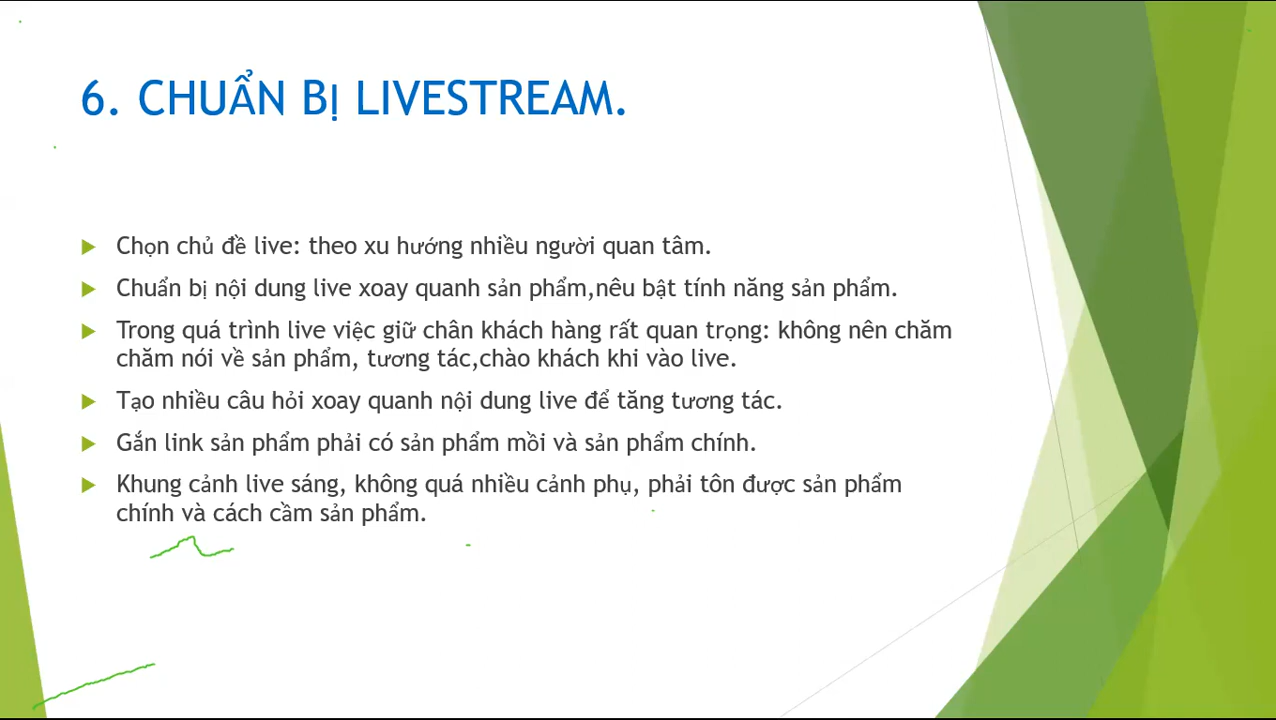 6. CHUẨN BỊ LIVESTREAM.
Chọn chủ đề live: theo xu hướng nhiều người quan tâm.
Chuẩn bị nội dung live xoay quanh sản phẩm,nêu bật tính năng sản phẩm.
Trong quá trình live việc giữ chân khách hàng rất quan trọng: không nên chăm
chăm nói về sản phẩm, tương tác,chào khách khi vào live.
Tạo nhiều câu hỏi xoay quanh nội dung live để tăng tương tác.
Gắn link sản phẩm phải có sản phẩm mồi và sản phẩm chính.
Khung cảnh live sáng, không quá nhiều cảnh phụ, phải tôn được sản phẩm
chính và cách cầm sản phẩm.